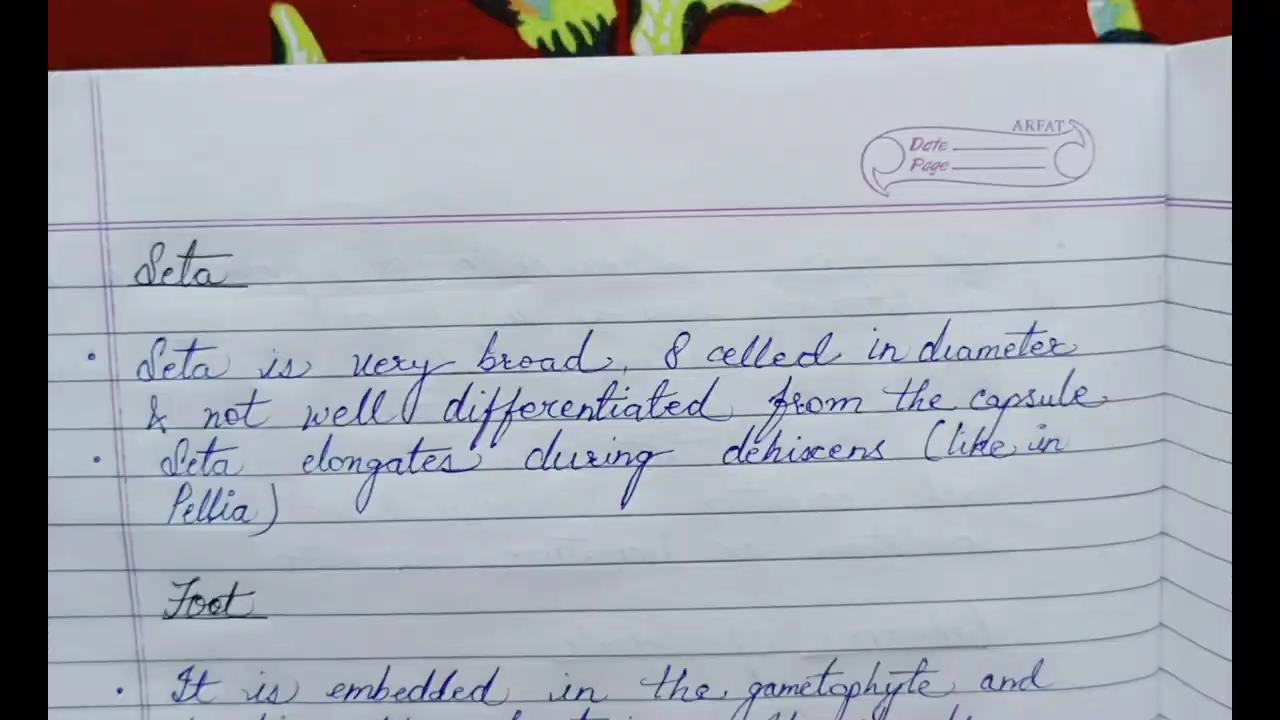 ARFAT
Date
Page
Seta
• Seta is very broad, 8 celled in diameter
& not well differentiated from the capsule.
• Seta elongates during dehiscens (like in
Pellia)
Foot
• It is embedded in the gametophyte and